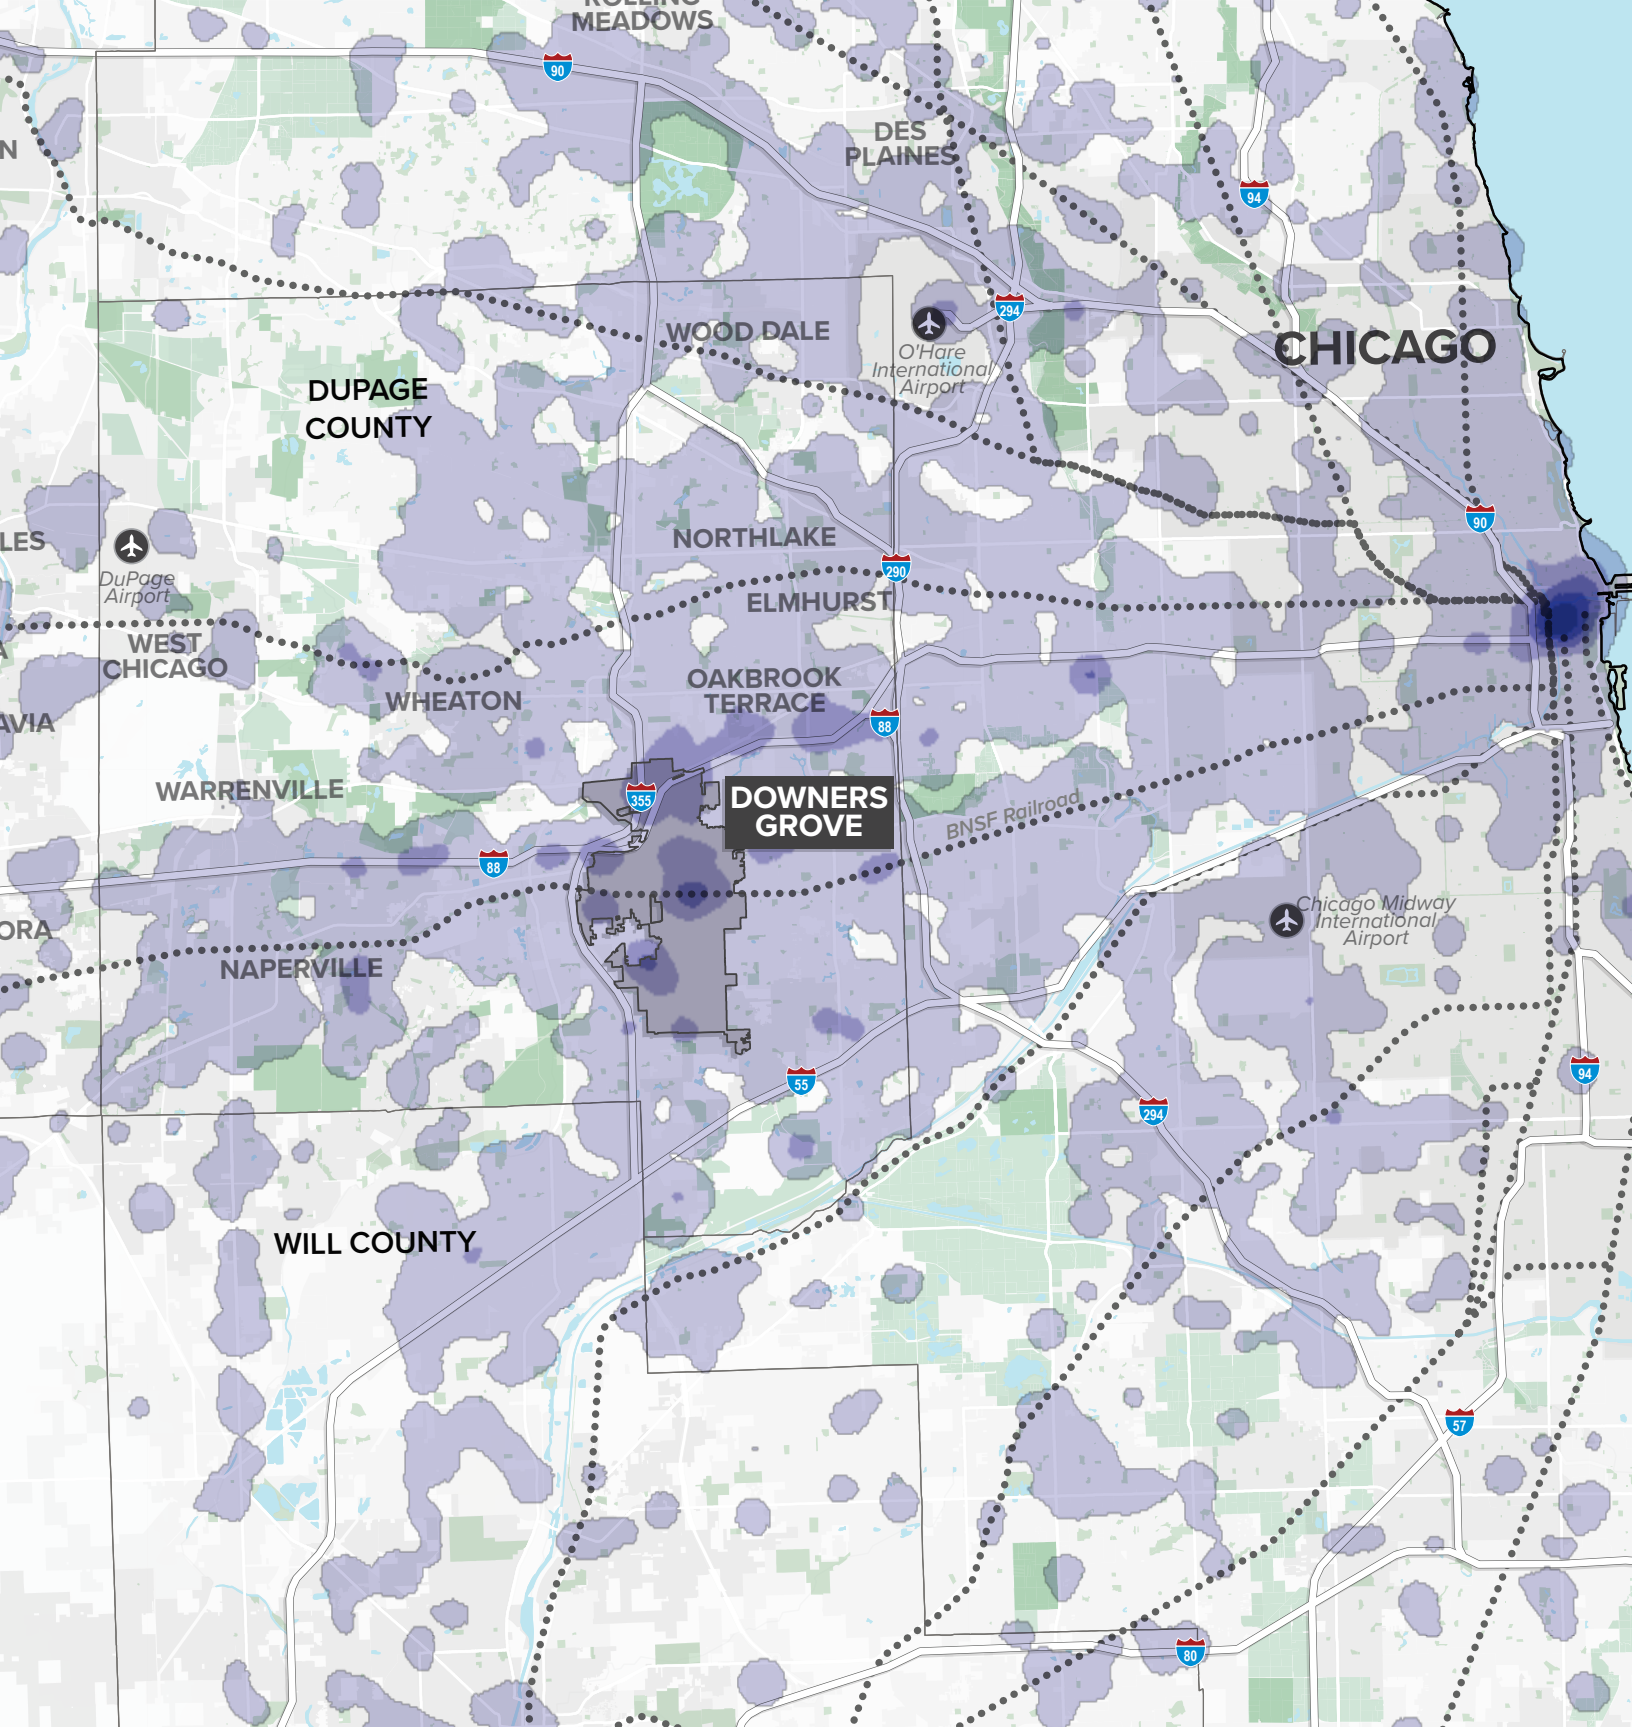 ROLLING
MEADOWS
90
DES
PLAINES
N
94
WOOD DALE
294
O'Hare
International
Airport
CHICAGO
DUPAGE
COUNTY
90
LES
NORTHLAKE
290
DuPage
Airport
ELMHURST
WEST
CHICAGO
A
OAKBROOK
TERRACE
WHEATON
88
AVIA
WARRENVILLE
355
DOWNERS
GROVE
BNSF Railroad
88
ORA
Chicago Midway
International
Airport
NAPERVILLE
55
94
294
WILL COUNTY
57
80